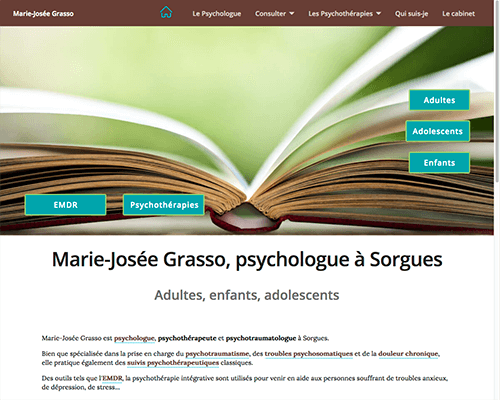 Marie-Josée Grasso Le Psychologue Consulter Les Psychothérapies Qui suis-je Le cabinet
Adultes
Adolescents
Enfants
EMDR Psychothérapies
Marie-Josée Grasso, psychologue à Sorgues
Adultes, enfants, adolescents
Marie-Josée Grasso est psychologue, psychothérapeute et psychotraumatologue à Sorgues.
Bien que spécialisée dans la prise en charge du psychotraumatisme, des troubles psychosomatiques et de la douleur chronique,
elle pratique également des suivis psychothérapeutiques classiques.
Des outils tels que l'EMDR, la psychothérapie intégrative sont utilisés pour venir en aide aux personnes souffrant de troubles anxieux,
de dépression, de stress...